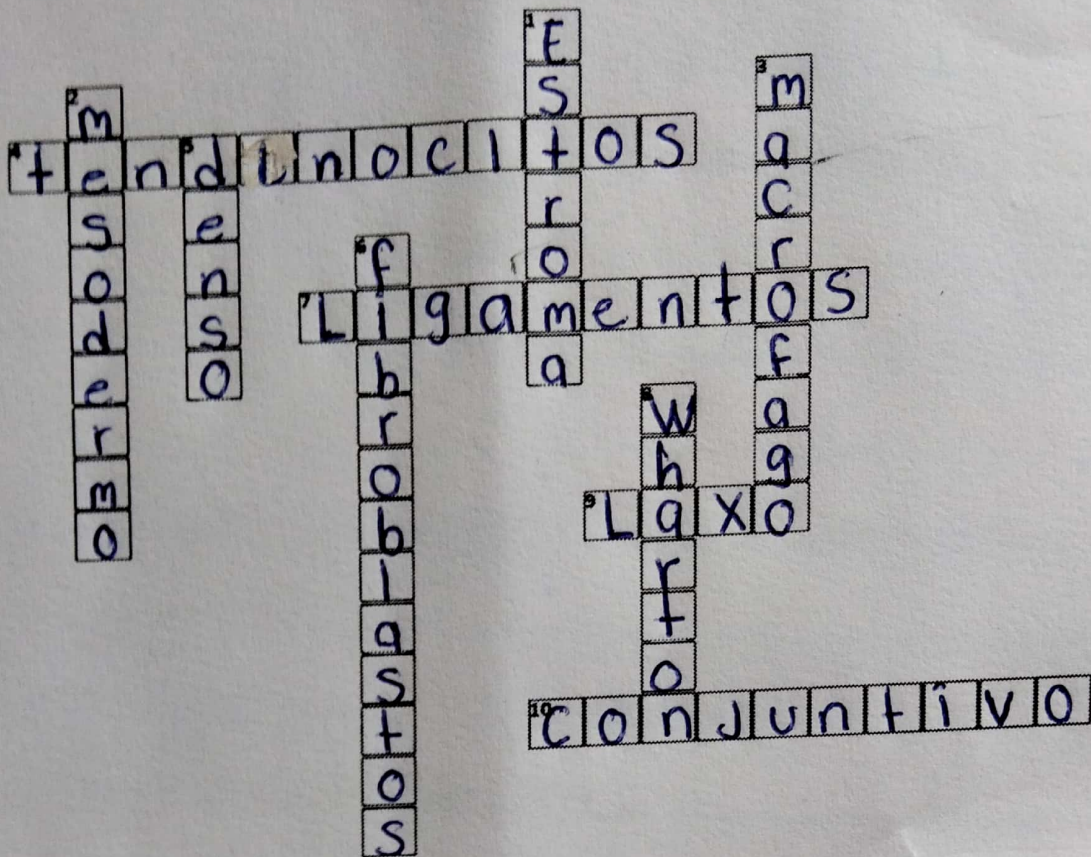 1 Estroma
2 mesodermo
3 macrofago
4 tendinocitos
5 denso
6 fibroblastos
7 Ligamentos
8 Wharton
9 Laxo
10 Conjuntivo